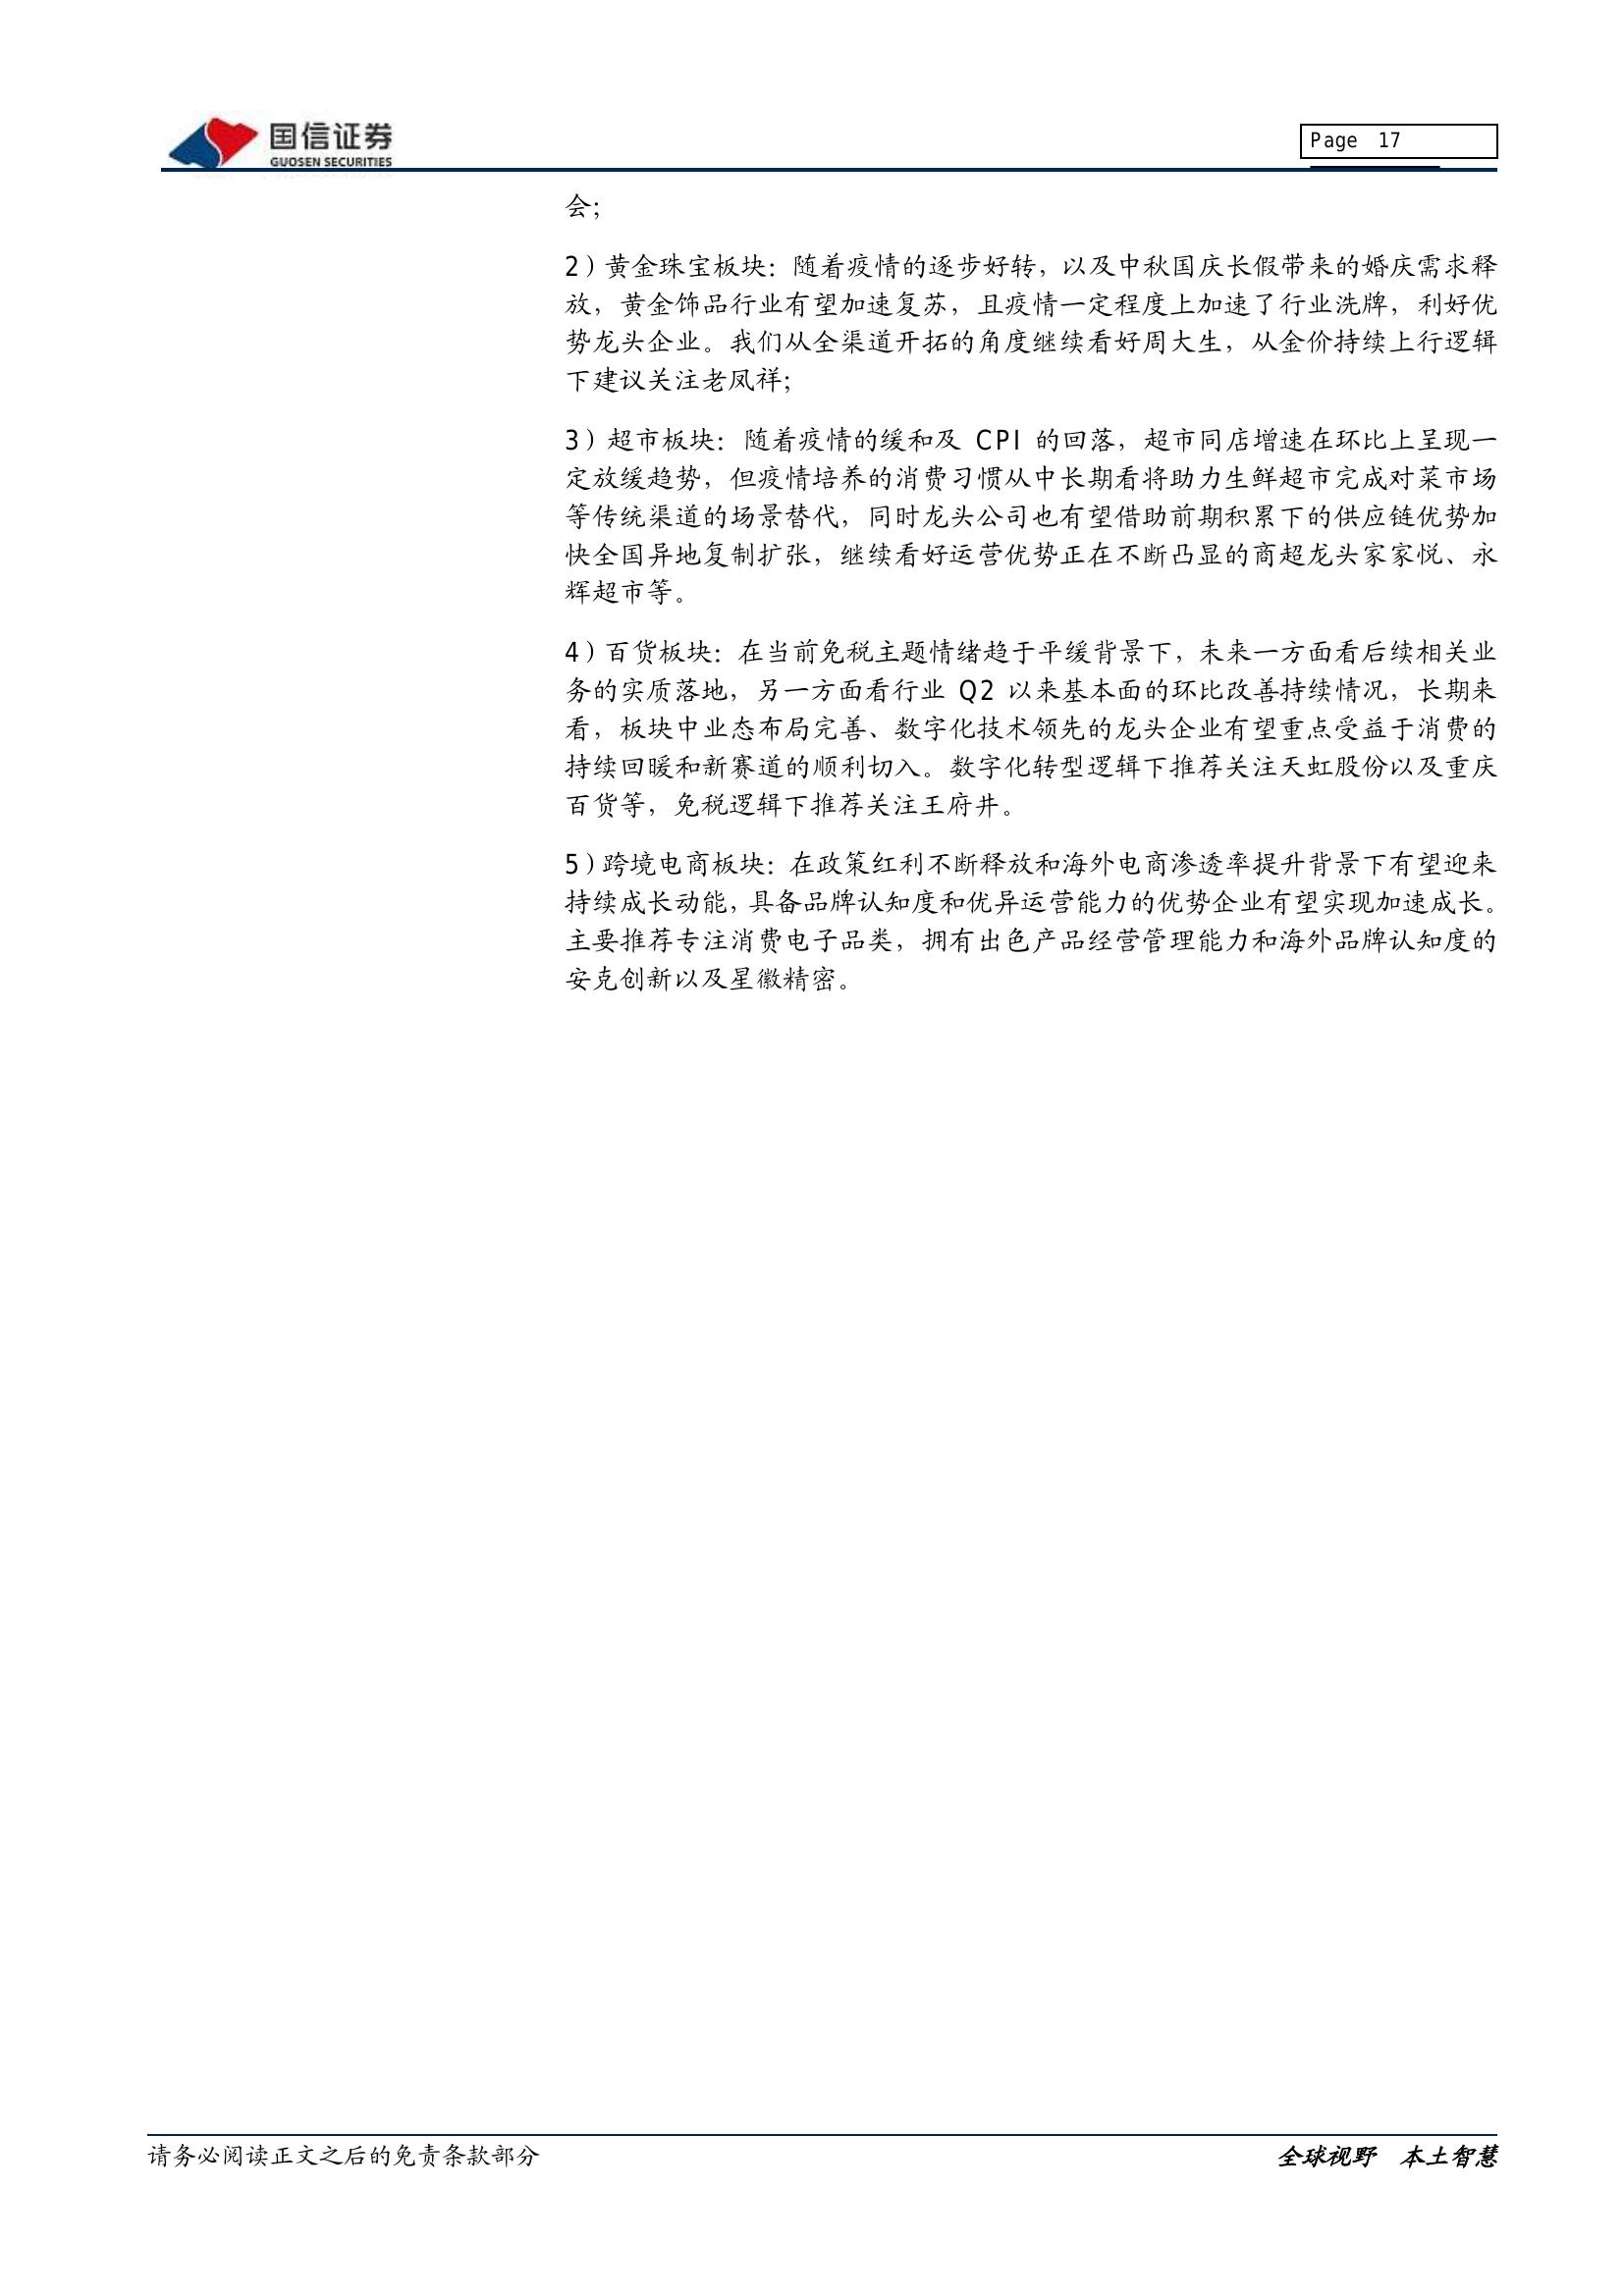 国信证券
GUOSEN SECURITIES
Page 17
会；
2）黄金珠宝板块：随着疫情的逐步好转，以及中秋国庆长假带来的婚庆需求释
放，黄金饰品行业有望加速复苏，且疫情一定程度上加速了行业洗牌，利好优
势龙头企业。我们从全渠道开拓的角度继续看好周大生，从金价持续上行逻辑
下建议关注老凤祥；
3）超市板块：随着疫情的缓和及 CPI 的回落，超市同店增速在环比上呈现一
定放缓趋势，但疫情培养的消费习惯从中长期看将助力生鲜超市完成对菜市场
等传统渠道的场景替代，同时龙头公司也有望借助前期积累下的供应链优势加
快全国异地复制扩张，继续看好运营优势正在不断凸显的商超龙头家家悦、永
辉超市等。
4）百货板块：在当前免税主题情绪趋于平缓背景下，未来一方面看后续相关业
务的实质落地，另一方面看行业 Q2 以来基本面的环比改善持续情况，长期来
看，板块中业态布局完善、数字化技术领先的龙头企业有望重点受益于消费的
持续回暖和新赛道的顺利切入。数字化转型逻辑下推荐关注天虹股份以及重庆
百货等，免税逻辑下推荐关注王府井。
5）跨境电商板块：在政策红利不断释放和海外电商渗透率提升背景下有望迎来
持续成长动能，具备品牌认知度和优异运营能力的优势企业有望实现加速成长。
主要推荐专注消费电子品类，拥有出色产品经营管理能力和海外品牌认知度的
安克创新以及星徽精密。
请务必阅读正文之后的免责条款部分
全球视野 本土智慧